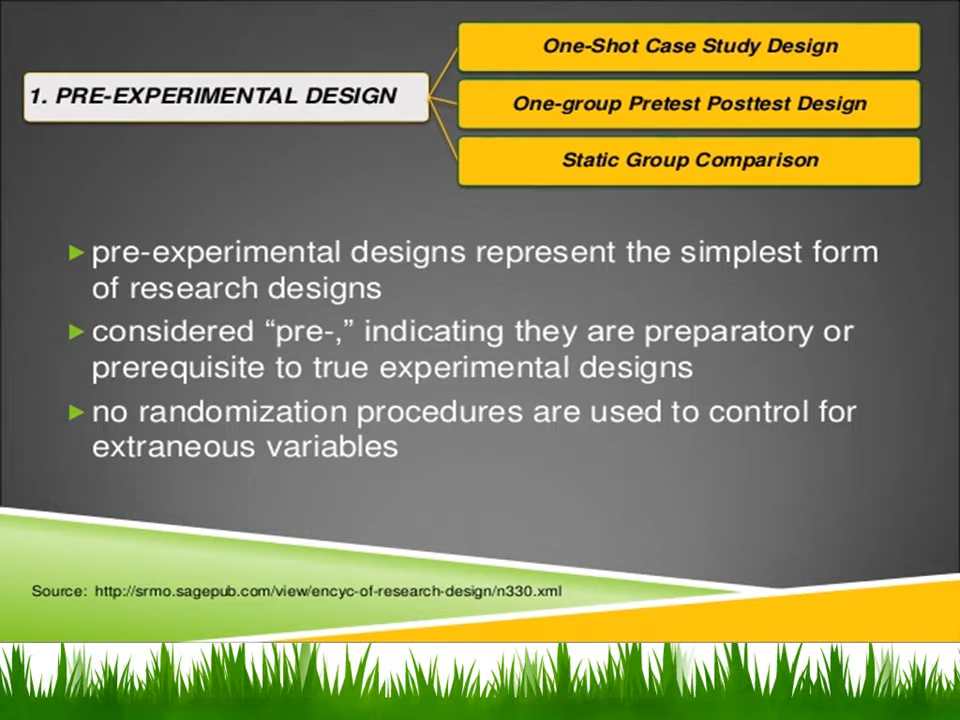 1. PRE-EXPERIMENTAL DESIGN
One-Shot Case Study Design
One-group Pretest Posttest Design
Static Group Comparison
pre-experimental designs represent the simplest form
of research designs
considered “pre-,” indicating they are preparatory or
prerequisite to true experimental designs
no randomization procedures are used to control for
extraneous variables
Source: http://srmo.sagepub.com/view/encyc-of-research-design/n330.xml